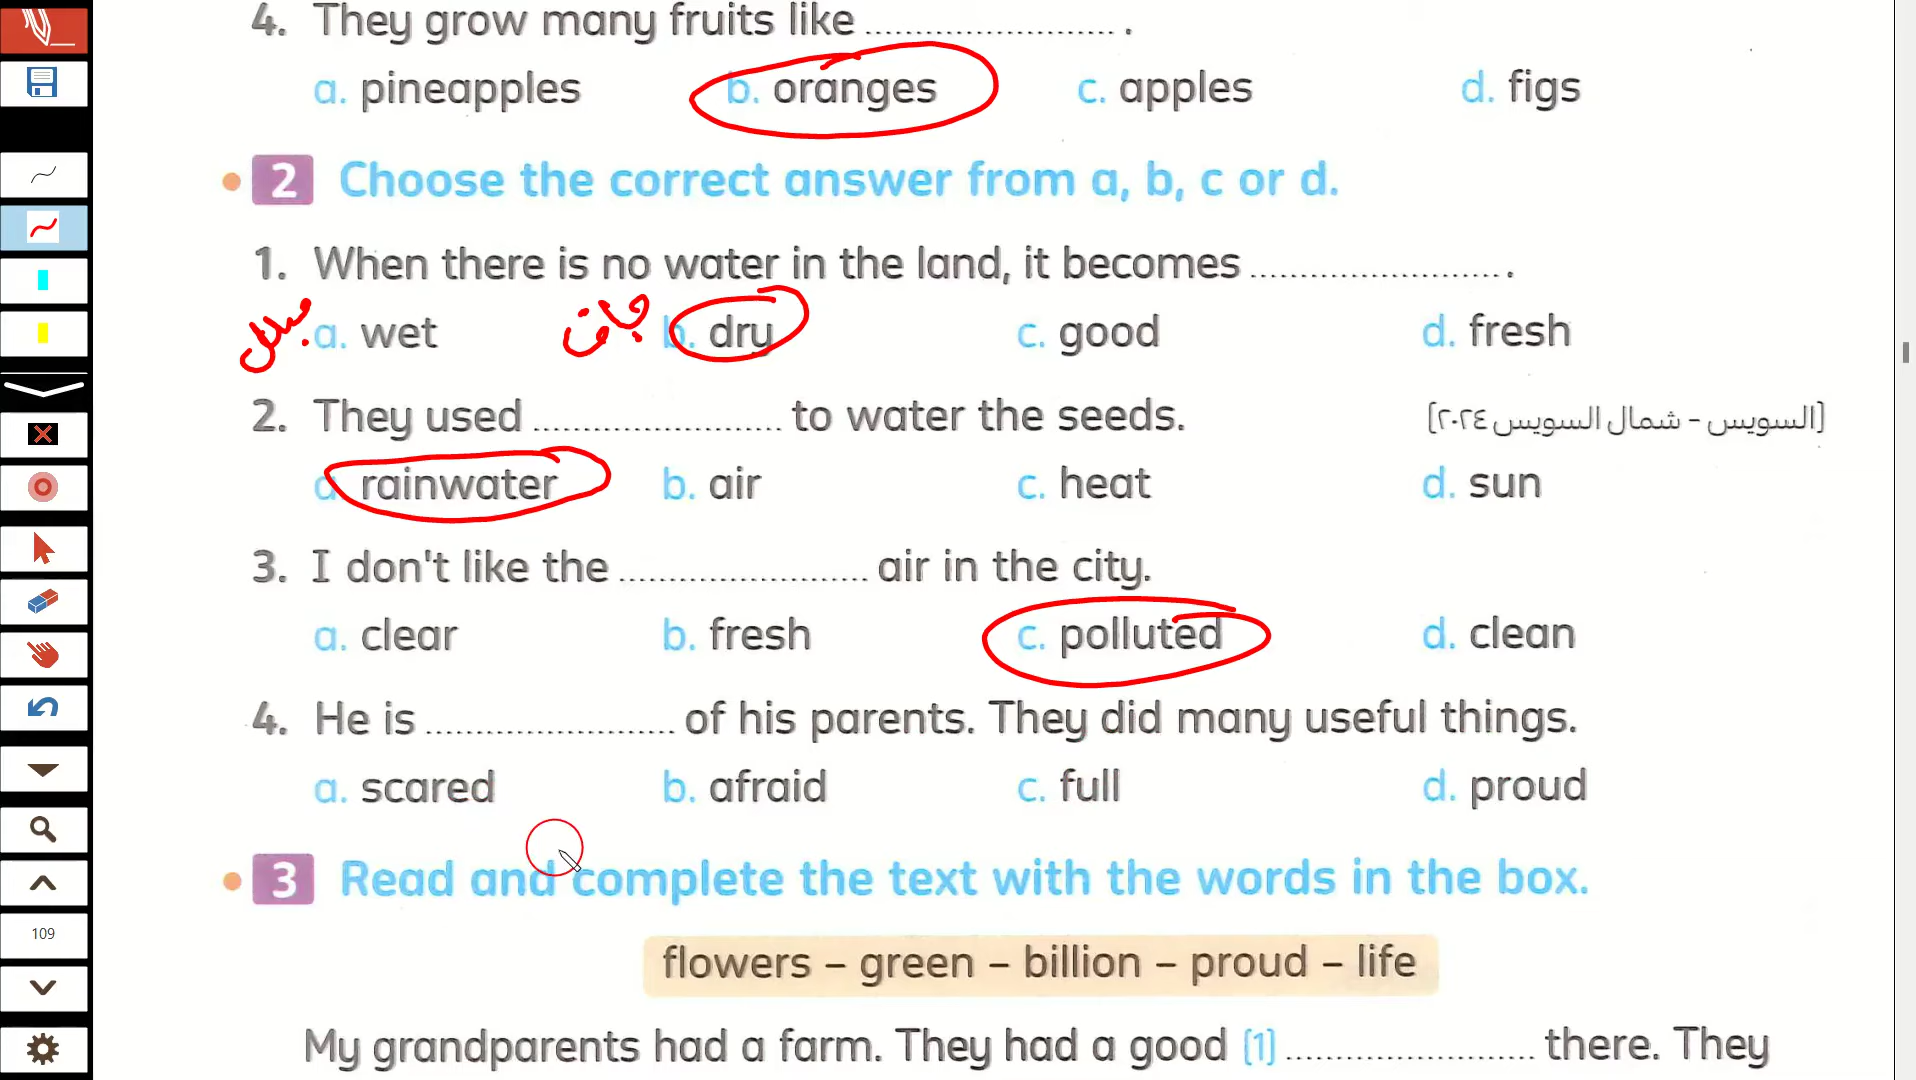 4. They grow many fruits like ........................ .
a. pineapples b. oranges c. apples d. figs
2 Choose the correct answer from a, b, c or d.
1. When there is no water in the land, it becomes ........................ .
مبلل a. wet جاف b. dry c. good d. fresh
2. They used ........................ to water the seeds. [السويس – شمال السويس ٢٠٢٤]
a. rainwater b. air c. heat d. sun
3. I don't like the ........................ air in the city.
a. clear b. fresh c. polluted d. clean
4. He is ........................ of his parents. They did many useful things.
a. scared b. afraid c. full d. proud
3 Read and complete the text with the words in the box.
flowers – green – billion – proud – life
109
My grandparents had a farm. They had a good [1] ........................ there. They